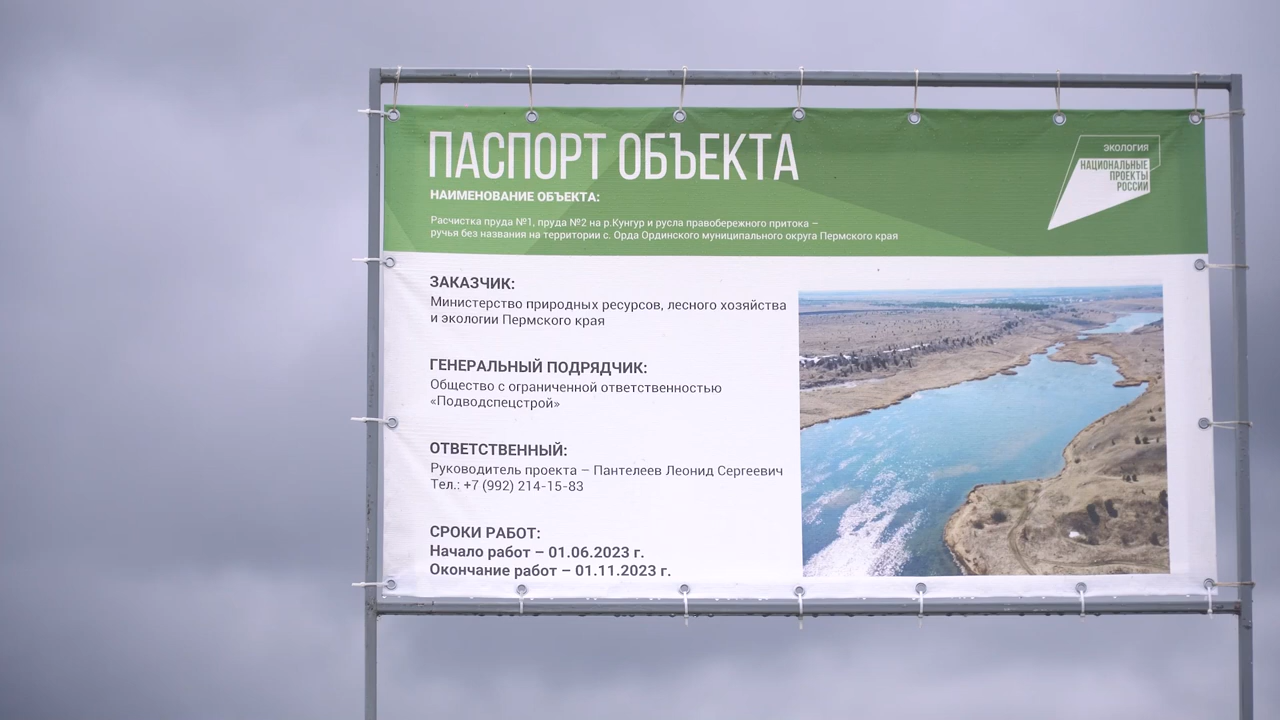 ПАСПОРТ ОБЪЕКТА
НАИМЕНОВАНИЕ ОБЪЕКТА:
Расчистка пруда №1, пруда №2 на р.Кунгур и русла правобережного притока –
ручья без названия на территории с. Орда Ординского муниципального округа Пермского края
ЭКОЛОГИЯ
НАЦИОНАЛЬНЫЕ
ПРОЕКТЫ
РОССИИ
ЗАКАЗЧИК:
Министерство природных ресурсов, лесного хозяйства
и экологии Пермского края
ГЕНЕРАЛЬНЫЙ ПОДРЯДЧИК:
Общество с ограниченной ответственностью
«Подводспецстрой»
ОТВЕТСТВЕННЫЙ:
Руководитель проекта – Пантелеев Леонид Сергеевич
Тел.: +7 (992) 214-15-83
СРОКИ РАБОТ:
Начало работ – 01.06.2023 г.
Окончание работ – 01.11.2023 г.